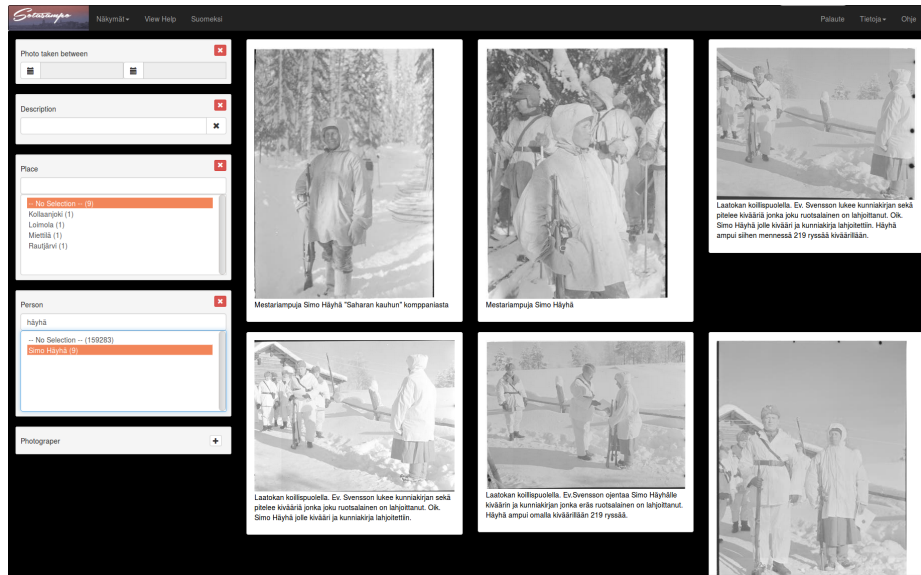 Sotasampo
Näkymät
View Help
Suomeksi
Palaute
Tietoja
Ohje
Photo taken between
Description
Place
-- No Selection -- (9)
Kollaanjoki (1)
Loimola (1)
Miettilä (1)
Rautjärvi (1)
Person
häyhä
-- No Selection -- (159283)
Simo Häyhä (9)
Photograper
Mestariampuja Simo Häyhä "Saharan kauhun" komppaniasta
Mestariampuja Simo Häyhä
Laatokan koillispuolella. Ev. Svensson lukee kunniakirjan sekä
pitelee kivääriä jonka joku ruotsalainen on lahjoittanut. Oik.
Simo Häyhä jolle kivääri ja kunniakirja lahjoitettiin. Häyhä
ampui siihen mennessä 219 ryssää kiväärillään.
Laatokan koillispuolella. Ev. Svensson lukee kunniakirjan sekä
pitelee kivääriä jonka joku ruotsalainen on lahjoittanut. Oik.
Simo Häyhä jolle kivääri ja kunniakirja lahjoitettiin.
Laatokan koillispuolella. Ev.Svensson ojentaa Simo Häyhälle
kiväärin ja kunniakirjan jonka eräs ruotsalainen on lahjoittanut.
Häyhä ampui omalla kiväärillään 219 ryssää.